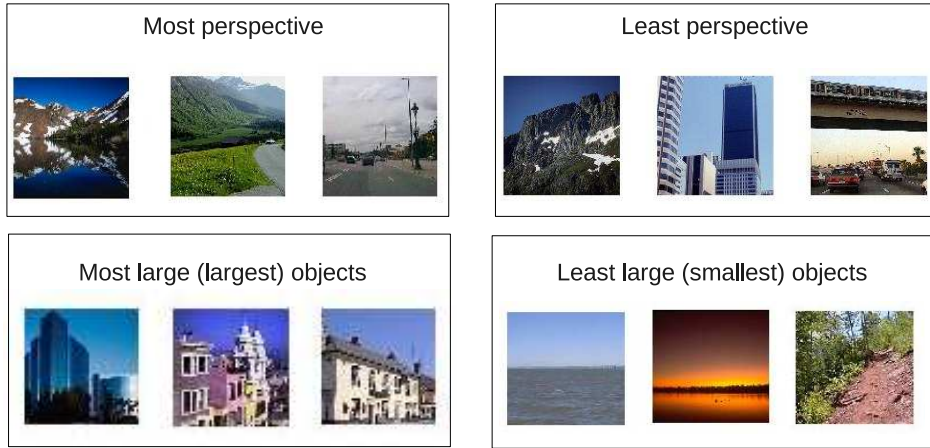 Most perspective
Least perspective
Most large (largest) objects
Least large (smallest) objects